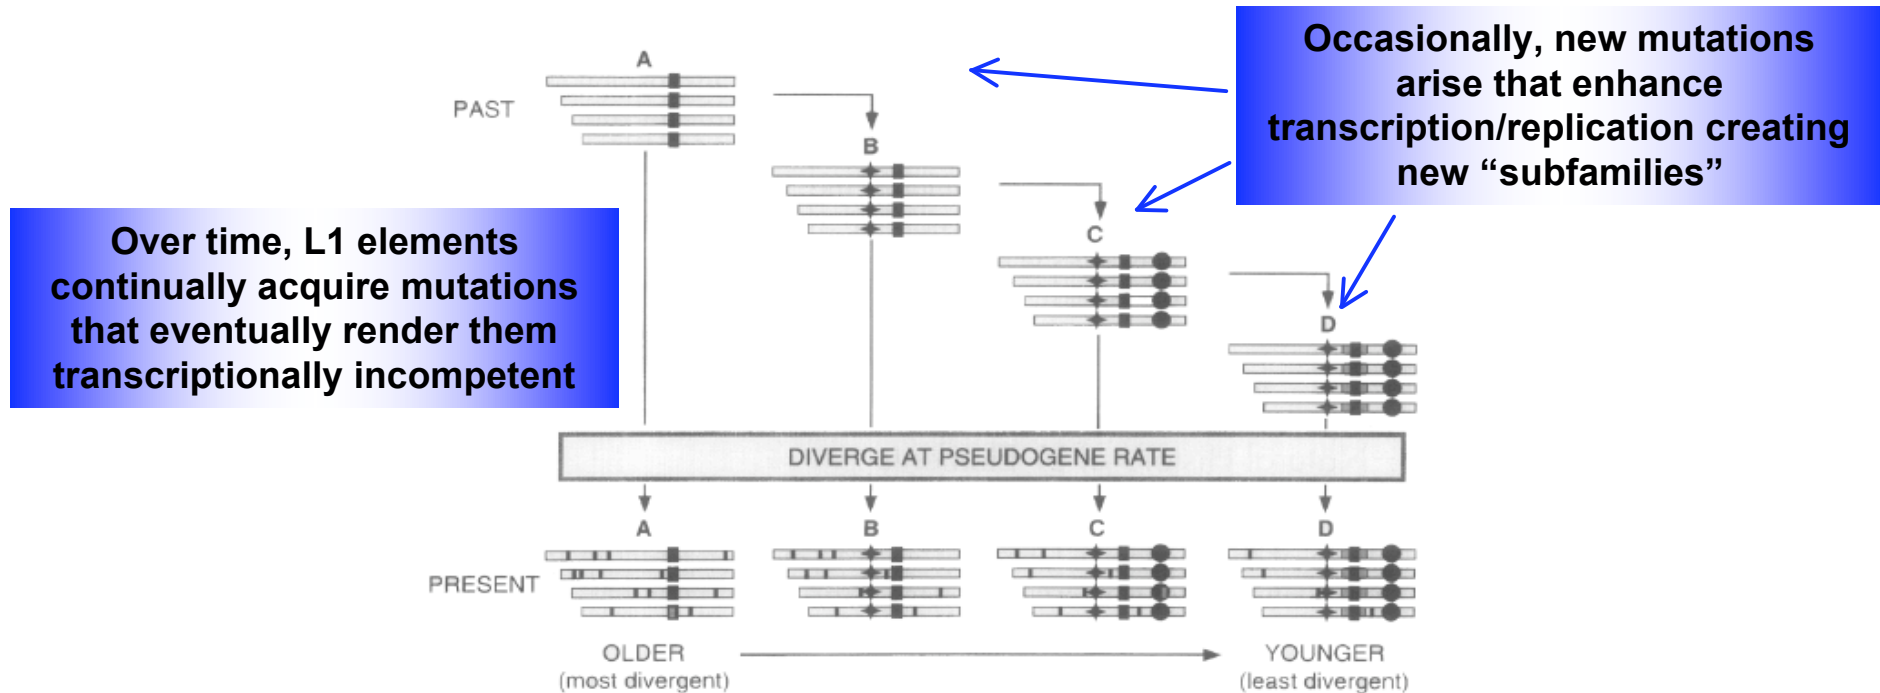 Occasionally, new mutations
arise that enhance
transcription/replication creating
new “subfamilies”
A
PAST
B
C
D
Over time, L1 elements
continually acquire mutations
that eventually render them
transcriptionally incompetent
DIVERGE AT PSEUDOGENE RATE
A B C D
PRESENT
OLDER YOUNGER
(most divergent) (least divergent)